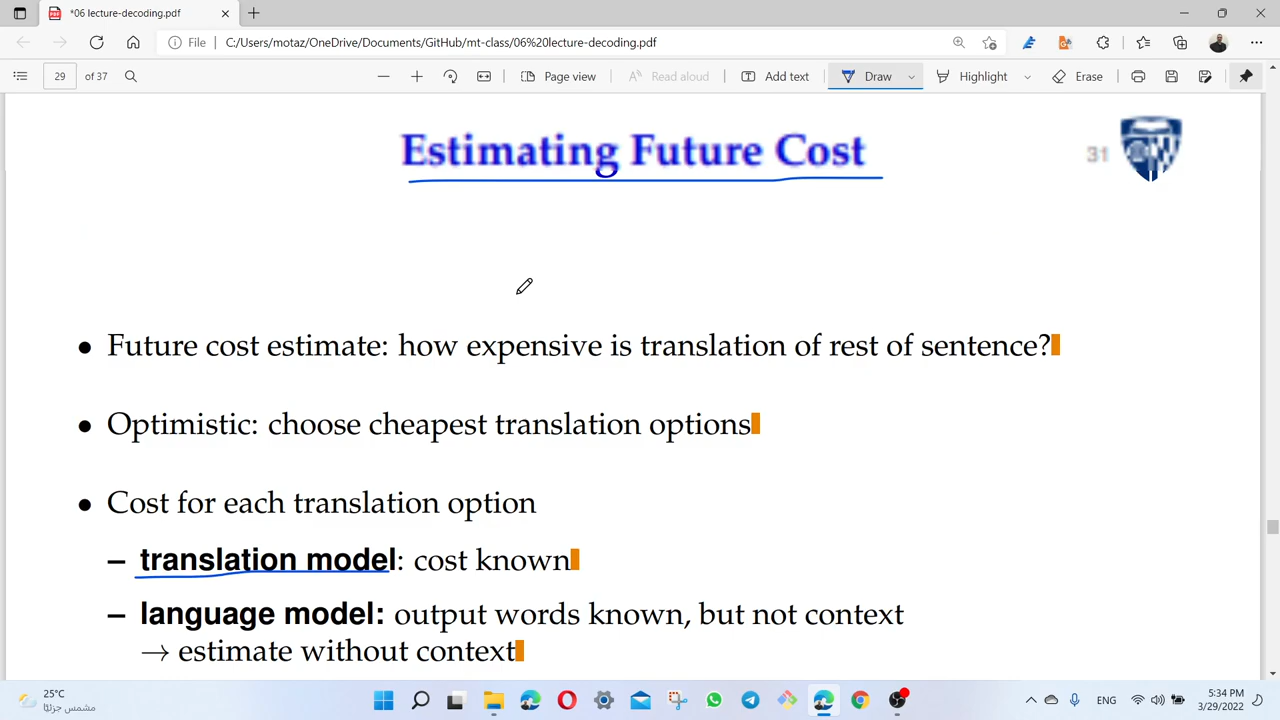 *06 lecture-decoding.pdf
File C:/Users/motaz/OneDrive/Documents/GitHub/mt-class/06%20lecture-decoding.pdf
29 of 37 Page view Read aloud Add text Draw Highlight Erase
Estimating Future Cost 31
• Future cost estimate: how expensive is translation of rest of sentence?
• Optimistic: choose cheapest translation options
• Cost for each translation option
– translation model: cost known
– language model: output words known, but not context
→ estimate without context
25°C
مشمس جزئيًا
ENG
5:34 PM
3/29/2022